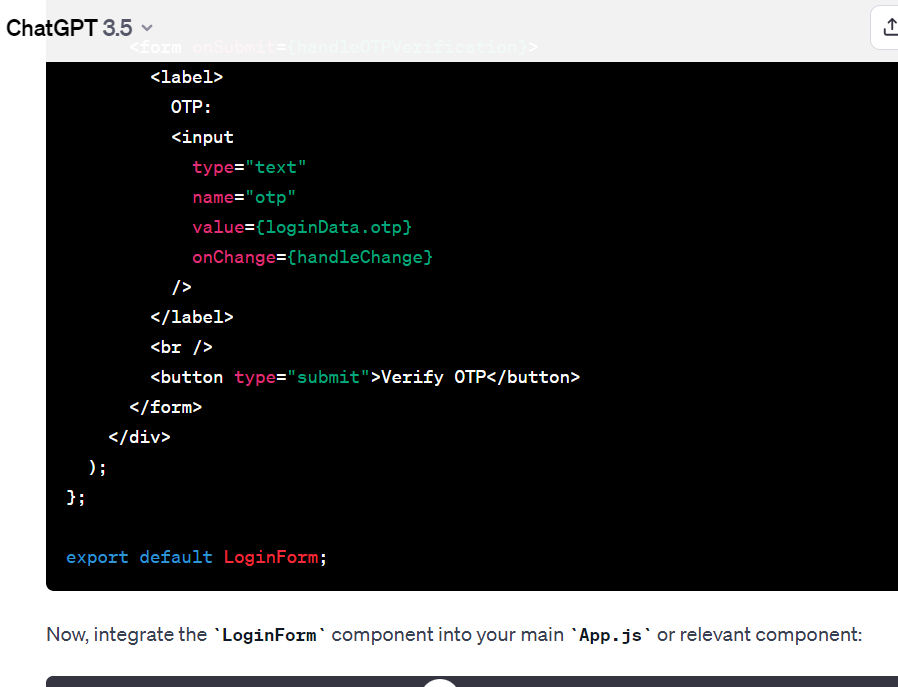 ChatGPT 3.5
<form onSubmit={handleOTPVerification}>
<label>
OTP:
<input
type="text"
name="otp"
value={loginData.otp}
onChange={handleChange}
/>
</label>
<br />
<button type="submit">Verify OTP</button>
</form>
</div>
);
};
export default LoginForm;
Now, integrate the `LoginForm` component into your main `App.js` or relevant component: